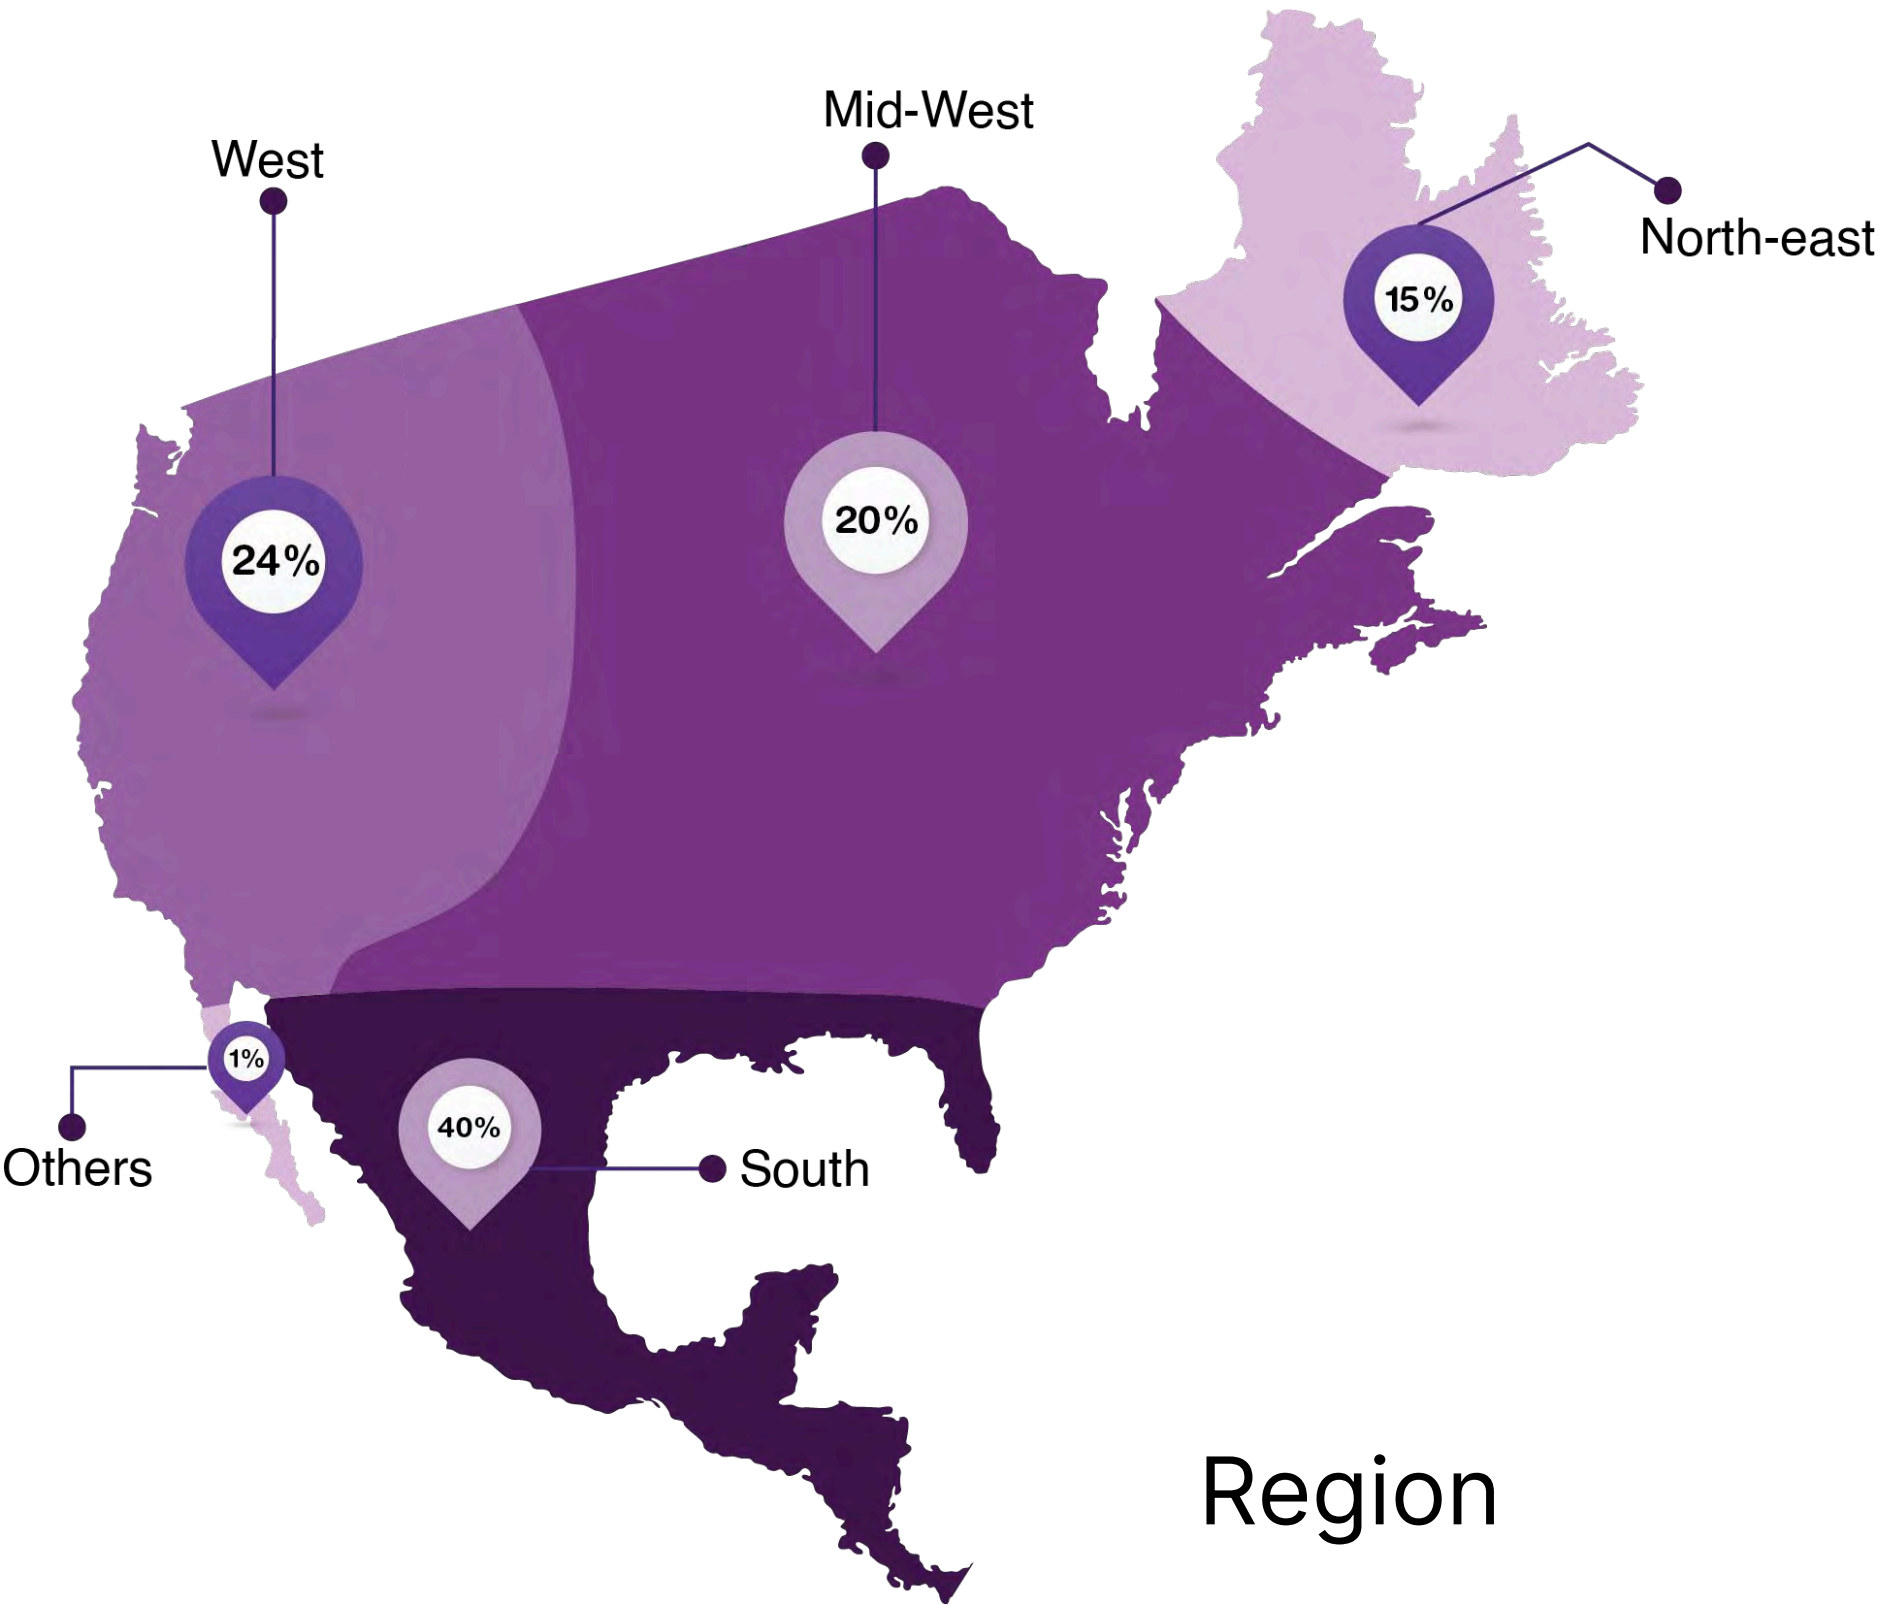 Mid-West
West
North-east
15%
20%
24%
1%
40%
Others
South
Region